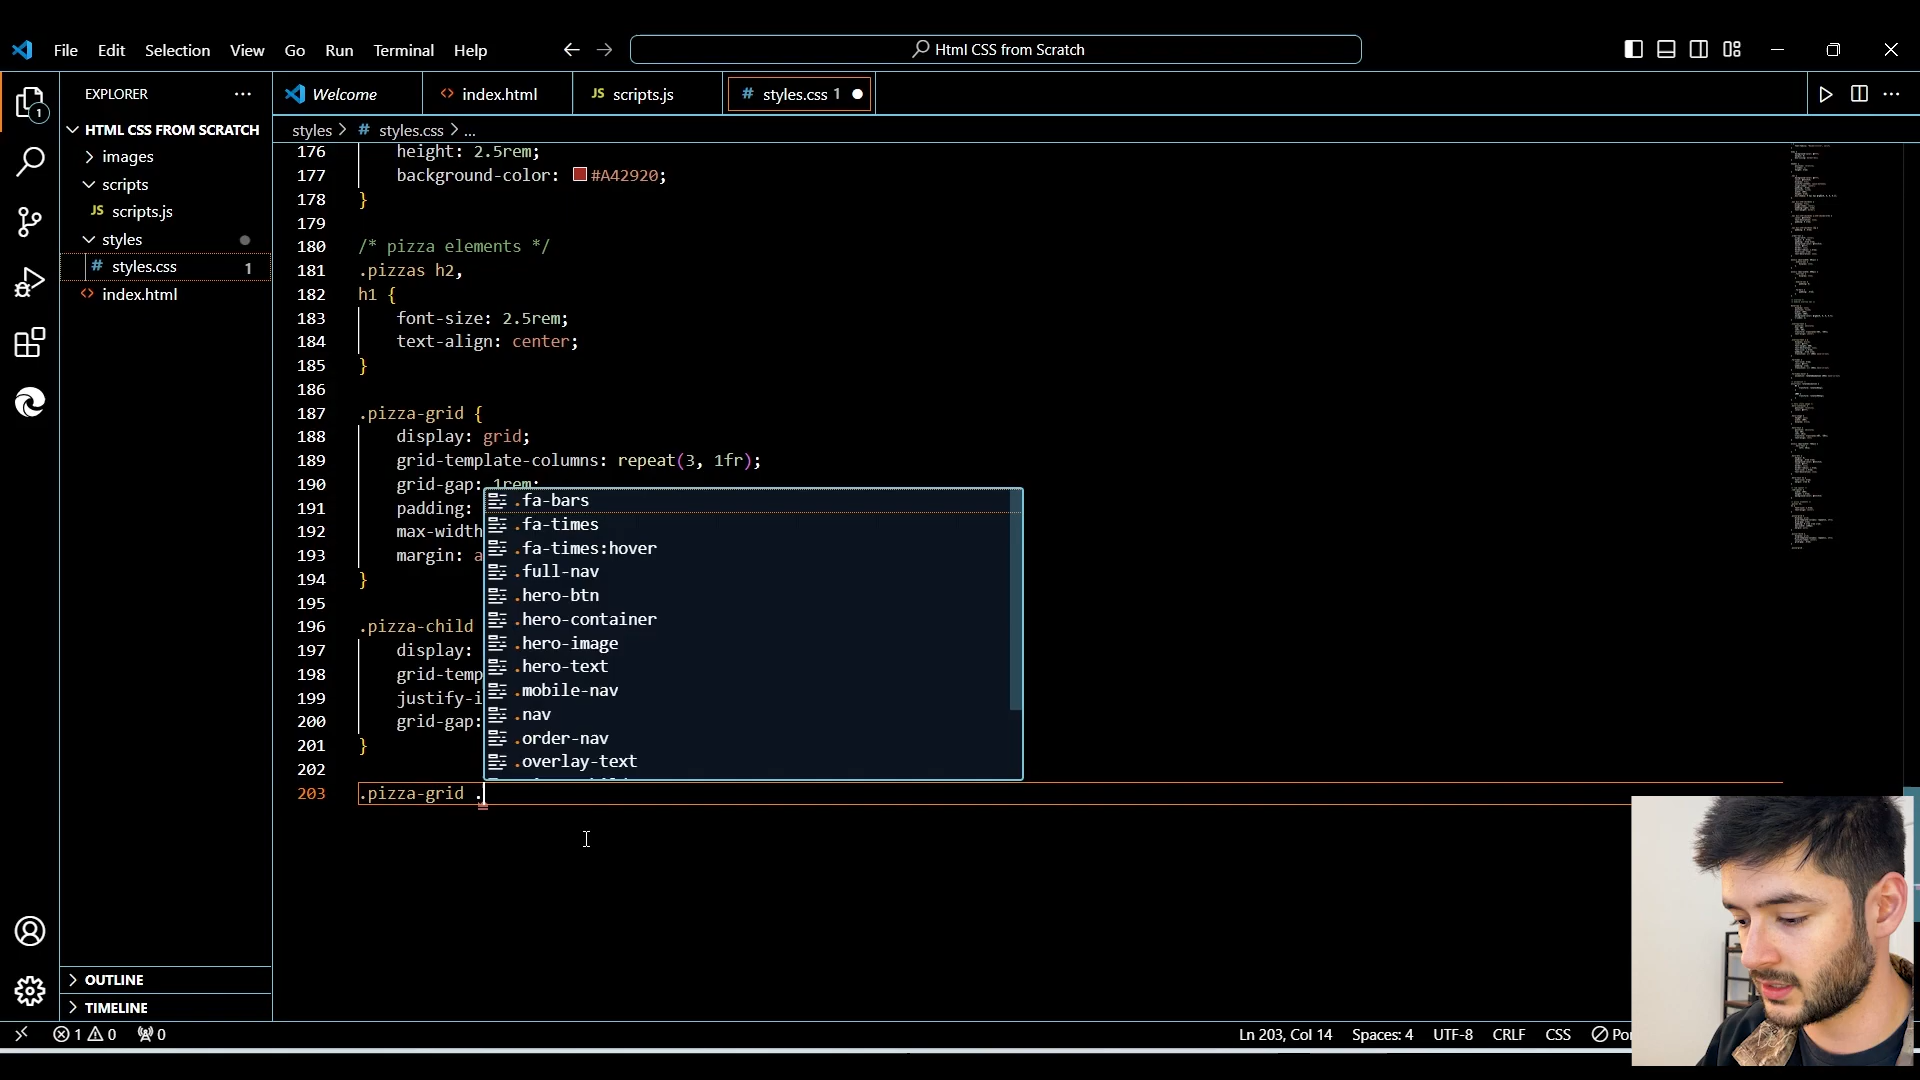 File Edit Selection View Go Run Terminal Help
Html CSS from Scratch
EXPLORER
Welcome
index.html
JS scripts.js
# styles.css 1
1
HTML CSS FROM SCRATCH
images
scripts
JS scripts.js
styles
# styles.css 1
index.html
styles > # styles.css > ...
176 height: 2.5rem;
177 background-color: #A42920;
178 }
179
180 /* pizza elements */
181 .pizzas h2,
182 h1 {
183 font-size: 2.5rem;
184 text-align: center;
185 }
186
187 .pizza-grid {
188 display: grid;
189 grid-template-columns: repeat(3, 1fr);
190 grid-gap: 1rem;
191 padding:
192 max-width
193 margin: a
194 }
195
196 .pizza-child
197 display:
198 grid-temp
199 justify-i
200 grid-gap:
201 }
202
203 .pizza-grid .
.fa-bars
.fa-times
.fa-times:hover
.full-nav
.hero-btn
.hero-container
.hero-image
.hero-text
.mobile-nav
.nav
.order-nav
.overlay-text
OUTLINE
TIMELINE
1 0 0
Ln 203, Col 14 Spaces: 4 UTF-8 CRLF CSS